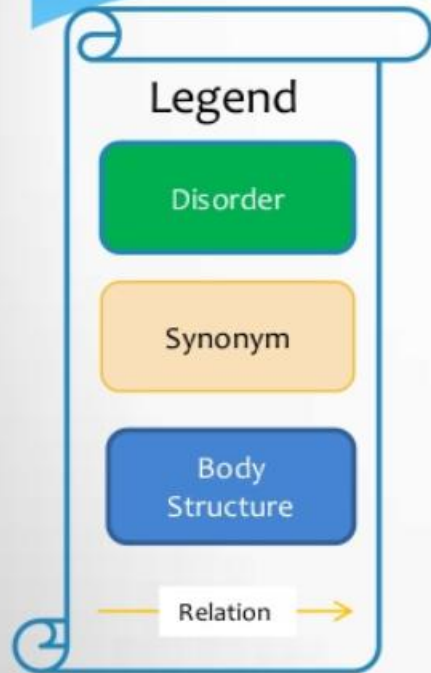 Legend
Disorder
Synonym
Body
Structure
Relation